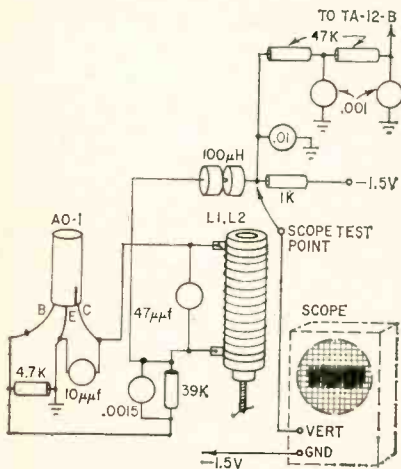 TO TA-12-B
47K
.001
.01
100µH
1K
-1.5V
A0-1
L1, L2
SCOPE TEST
POINT
B
E
C
47µµf
SCOPE
4.7K
10µµf
39K
.0015
VERT
GND
-1.5V